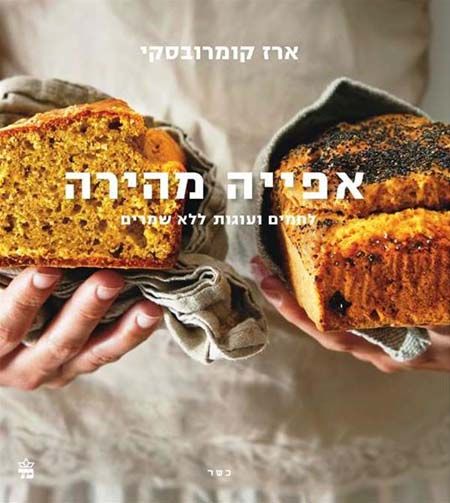 ארז קומרובסקי
אפייה מהירה
לחמים ועוגות ללא שמרים
כשר